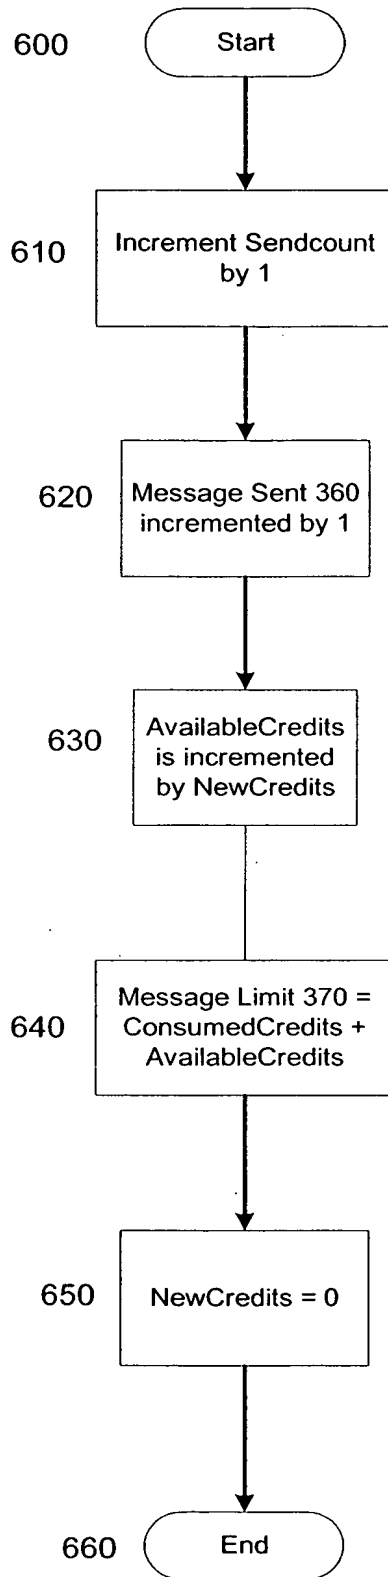 600
Start
610
Increment Sendcount
by 1
620
Message Sent 360
incremented by 1
630
AvailableCredits
is incremented
by NewCredits
640
Message Limit 370 =
ConsumedCredits +
AvailableCredits
650
NewCredits = 0
660
End